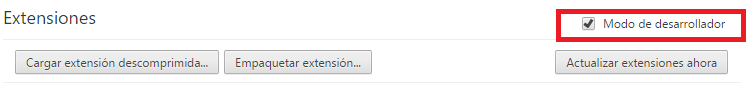 Extensiones
Modo de desarrollador
Cargar extensión descomprimida...
Empaquetar extensión...
Actualizar extensiones ahora